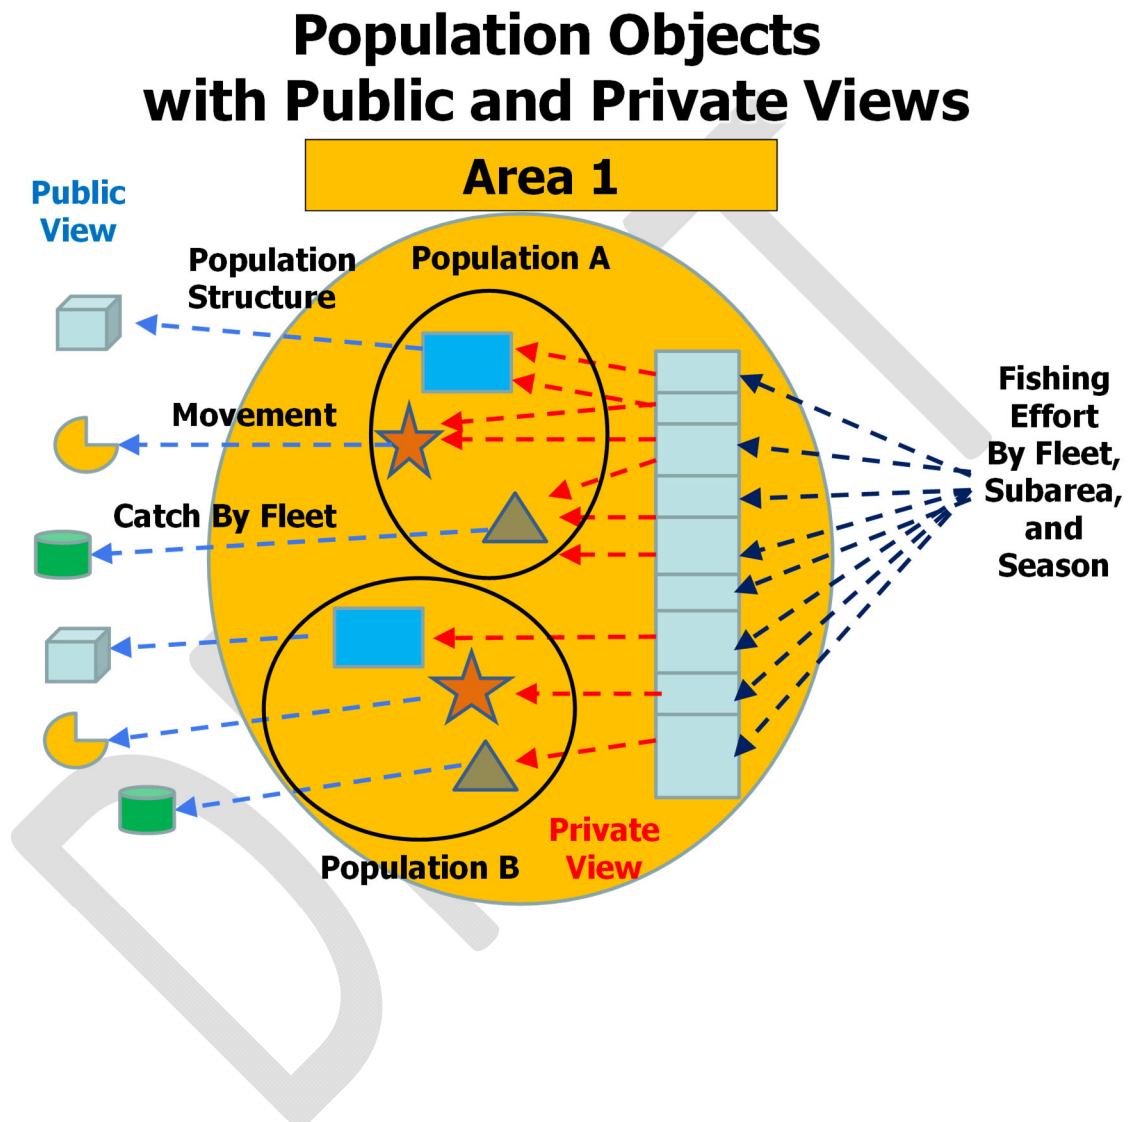 Population Objects
with Public and Private Views
Area 1
Public
View
Population
Structure
Population A
Movement
Catch By Fleet
Fishing
Effort
By Fleet,
Subarea,
and
Season
Private
View
Population B
DRAFT